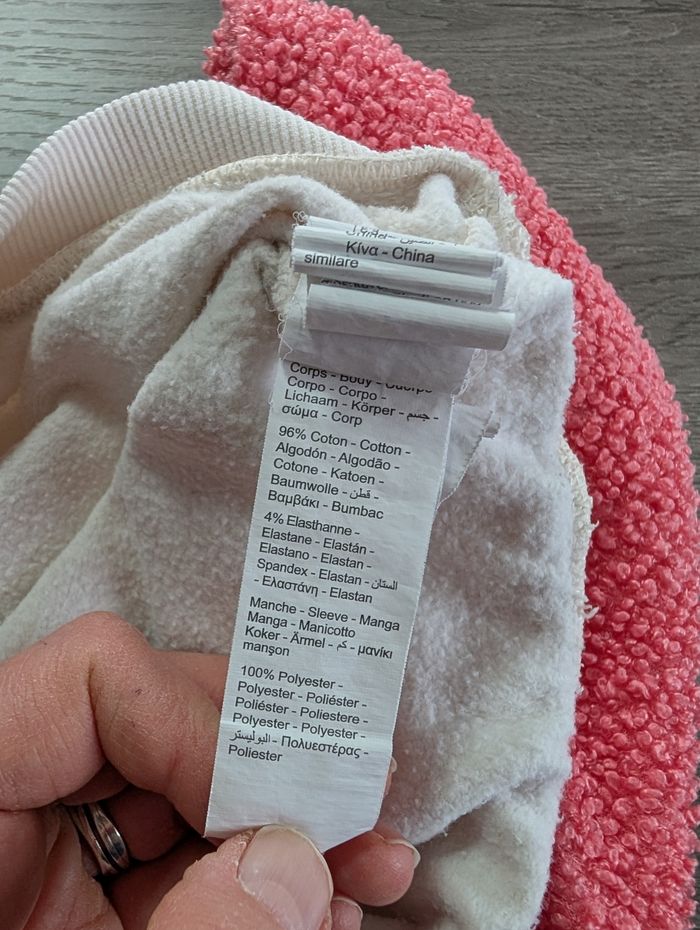 Κίνα - China
similare
Corps - Body - Cuerpo
Corpo - Corpo -
Lichaam - Körper - جسم -
σώμα - Corp
96% Coton - Cotton -
Algodón - Algodão -
Cotone - Katoen -
Baumwolle - قطن -
Βαμβάκι - Bumbac
4% Elasthanne -
Elastane - Elastán -
Elastano - Elastan -
Spandex - Elastan - الستان
- Ελαστάνη - Elastan
Manche - Sleeve - Manga
Manga - Manicotto
Koker - Ärmel - كم - μανίκι
manşon
100% Polyester -
Polyester - Poliéster -
Poliéster - Poliestere -
Polyester - Polyester -
البوليستر - Πολυεστέρας -
Poliester